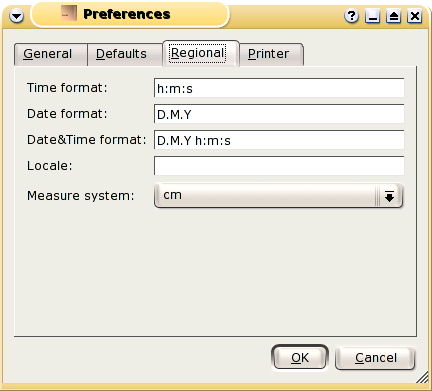 Preferences
General Defaults Regional Printer
Time format: h:m:s
Date format: D.M.Y
Date&Time format: D.M.Y h:m:s
Locale:
Measure system: cm
OK Cancel